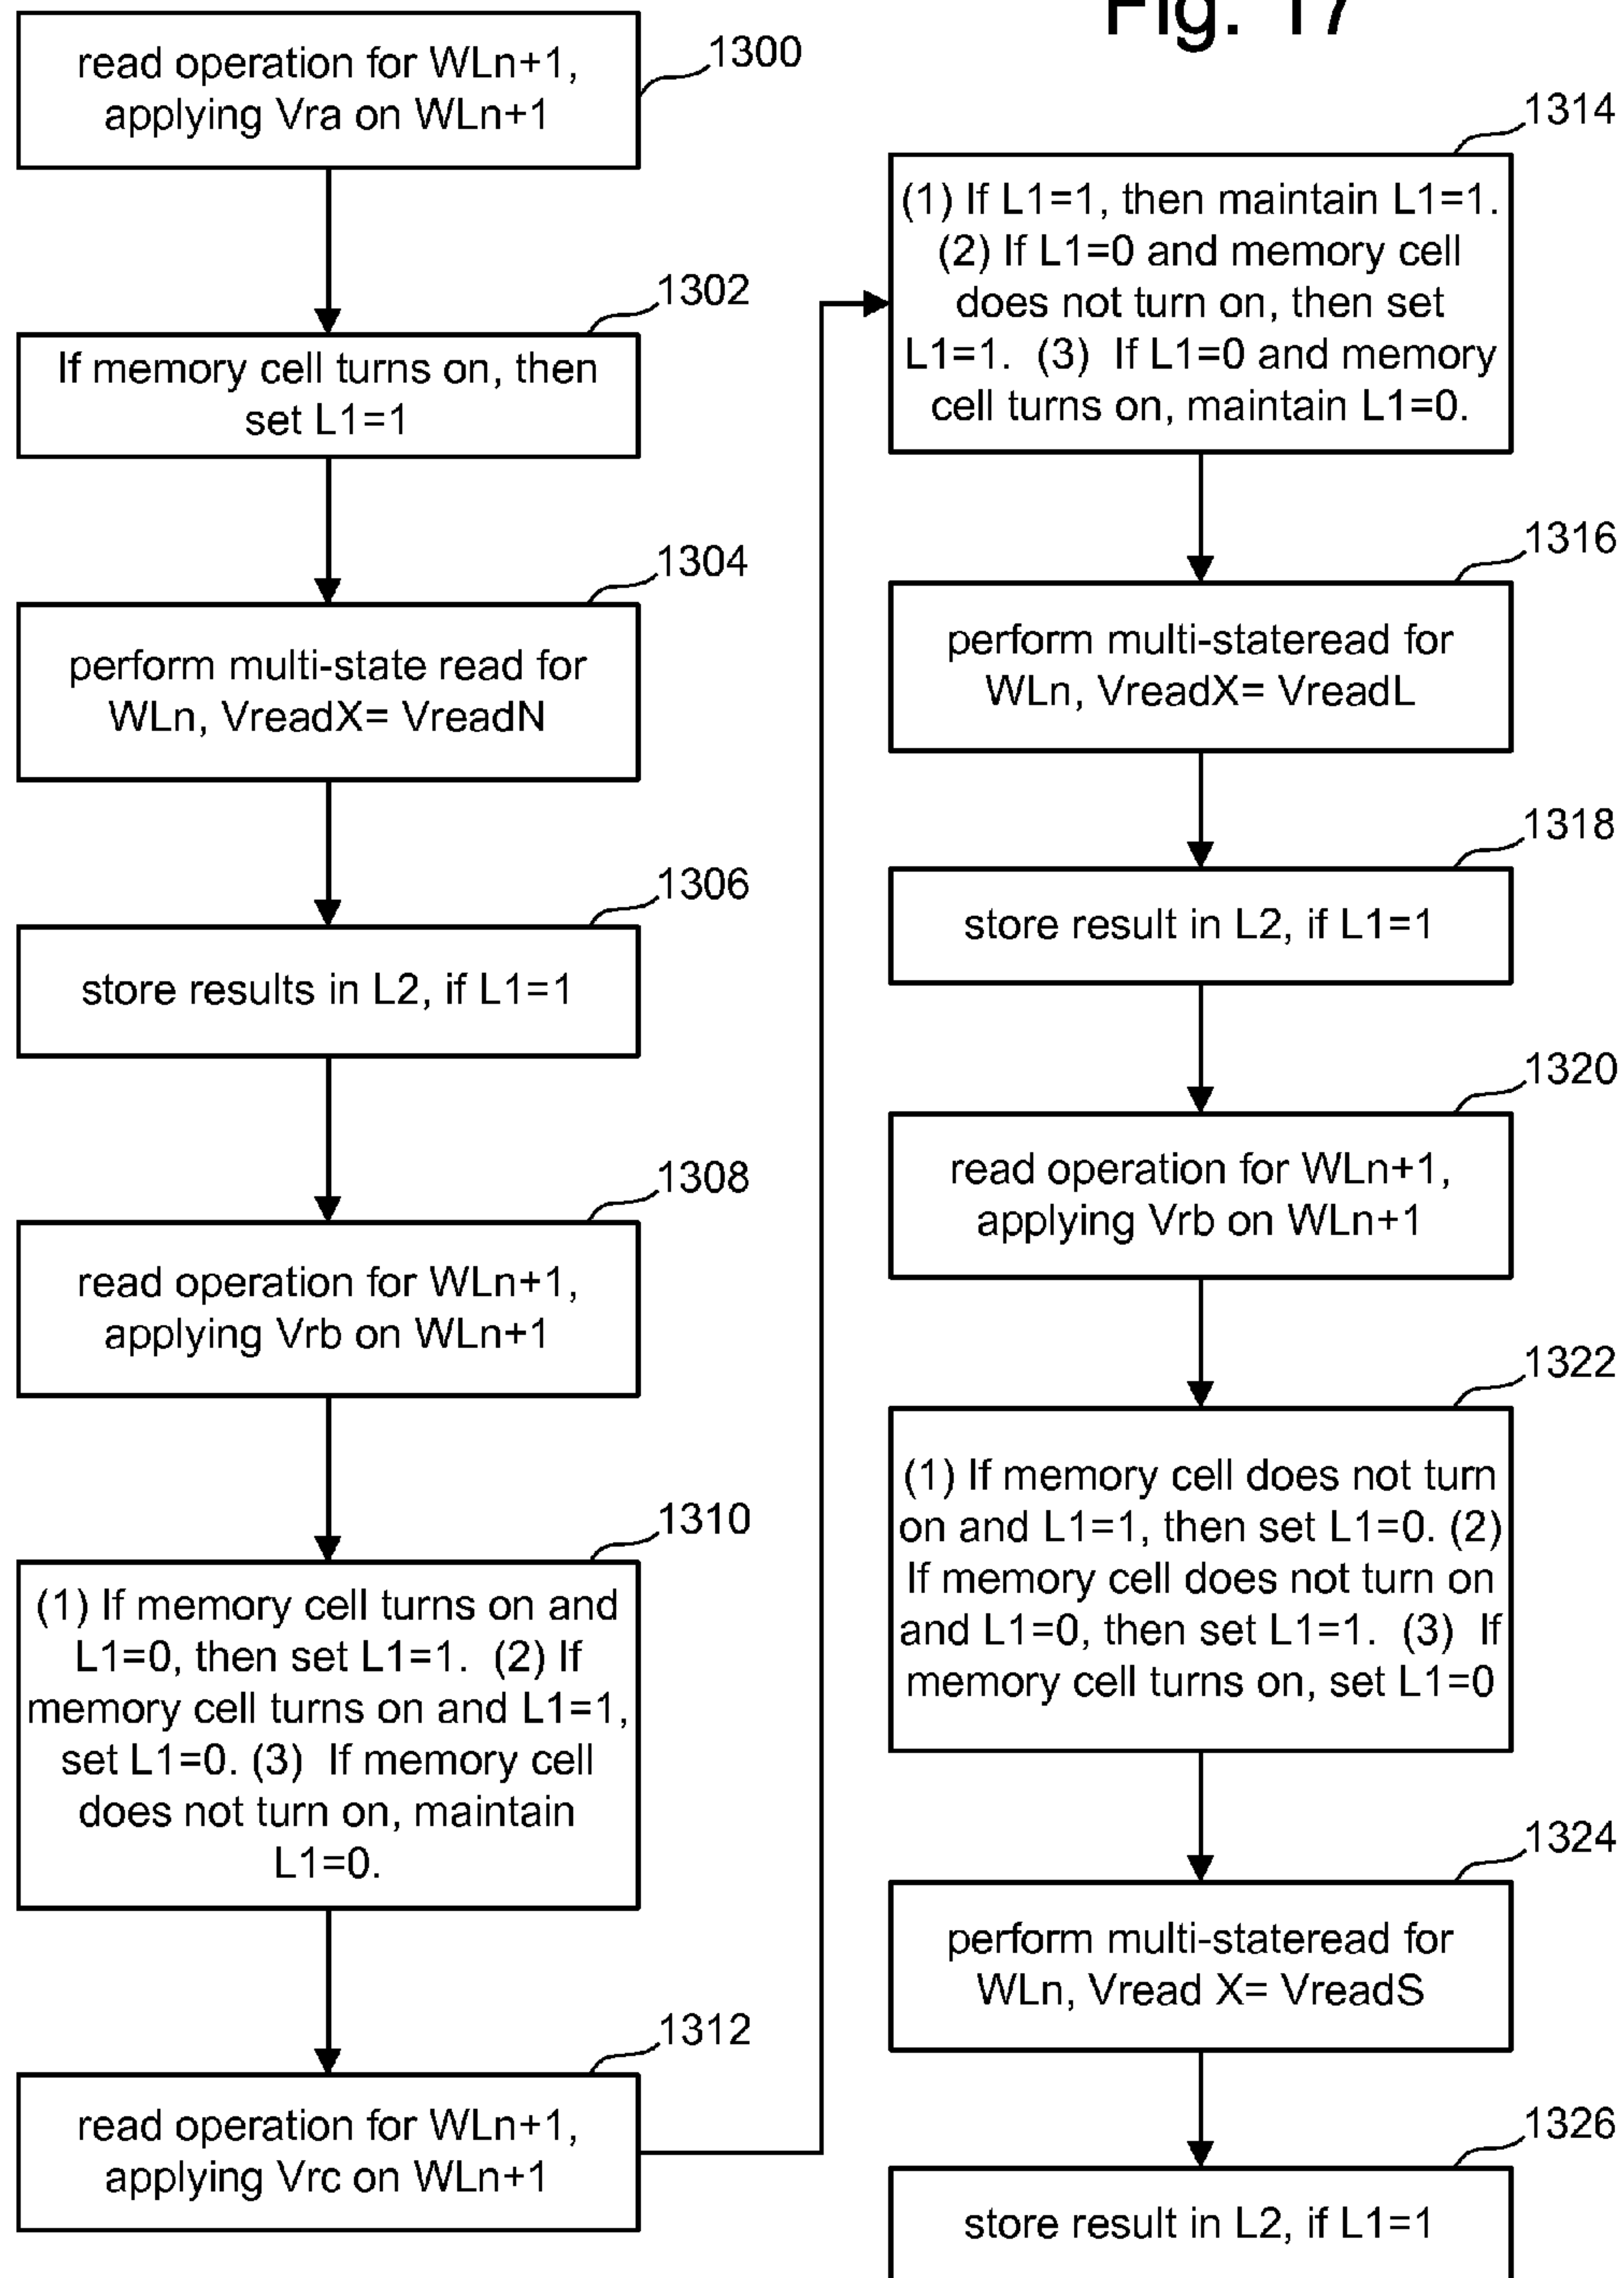 Fig. 17
1300
read operation for WLn+1,
applying Vra on WLn+1
1302
If memory cell turns on, then
set L1=1
1304
perform multi-state read for
WLn, VreadX= VreadN
1306
store results in L2, if L1=1
1308
read operation for WLn+1,
applying Vrb on WLn+1
1310
(1) If memory cell turns on and
L1=0, then set L1=1. (2) If
memory cell turns on and L1=1,
set L1=0. (3) If memory cell
does not turn on, maintain
L1=0.
1312
read operation for WLn+1,
applying Vrc on WLn+1
1314
(1) If L1=1, then maintain L1=1.
(2) If L1=0 and memory cell
does not turn on, then set
L1=1. (3) If L1=0 and memory
cell turns on, maintain L1=0.
1316
perform multi-stateread for
WLn, VreadX= VreadL
1318
store result in L2, if L1=1
1320
read operation for WLn+1,
applying Vrb on WLn+1
1322
(1) If memory cell does not turn
on and L1=1, then set L1=0. (2)
If memory cell does not turn on
and L1=0, then set L1=1. (3) If
memory cell turns on, set L1=0
1324
perform multi-stateread for
WLn, Vread X= VreadS
1326
store result in L2, if L1=1